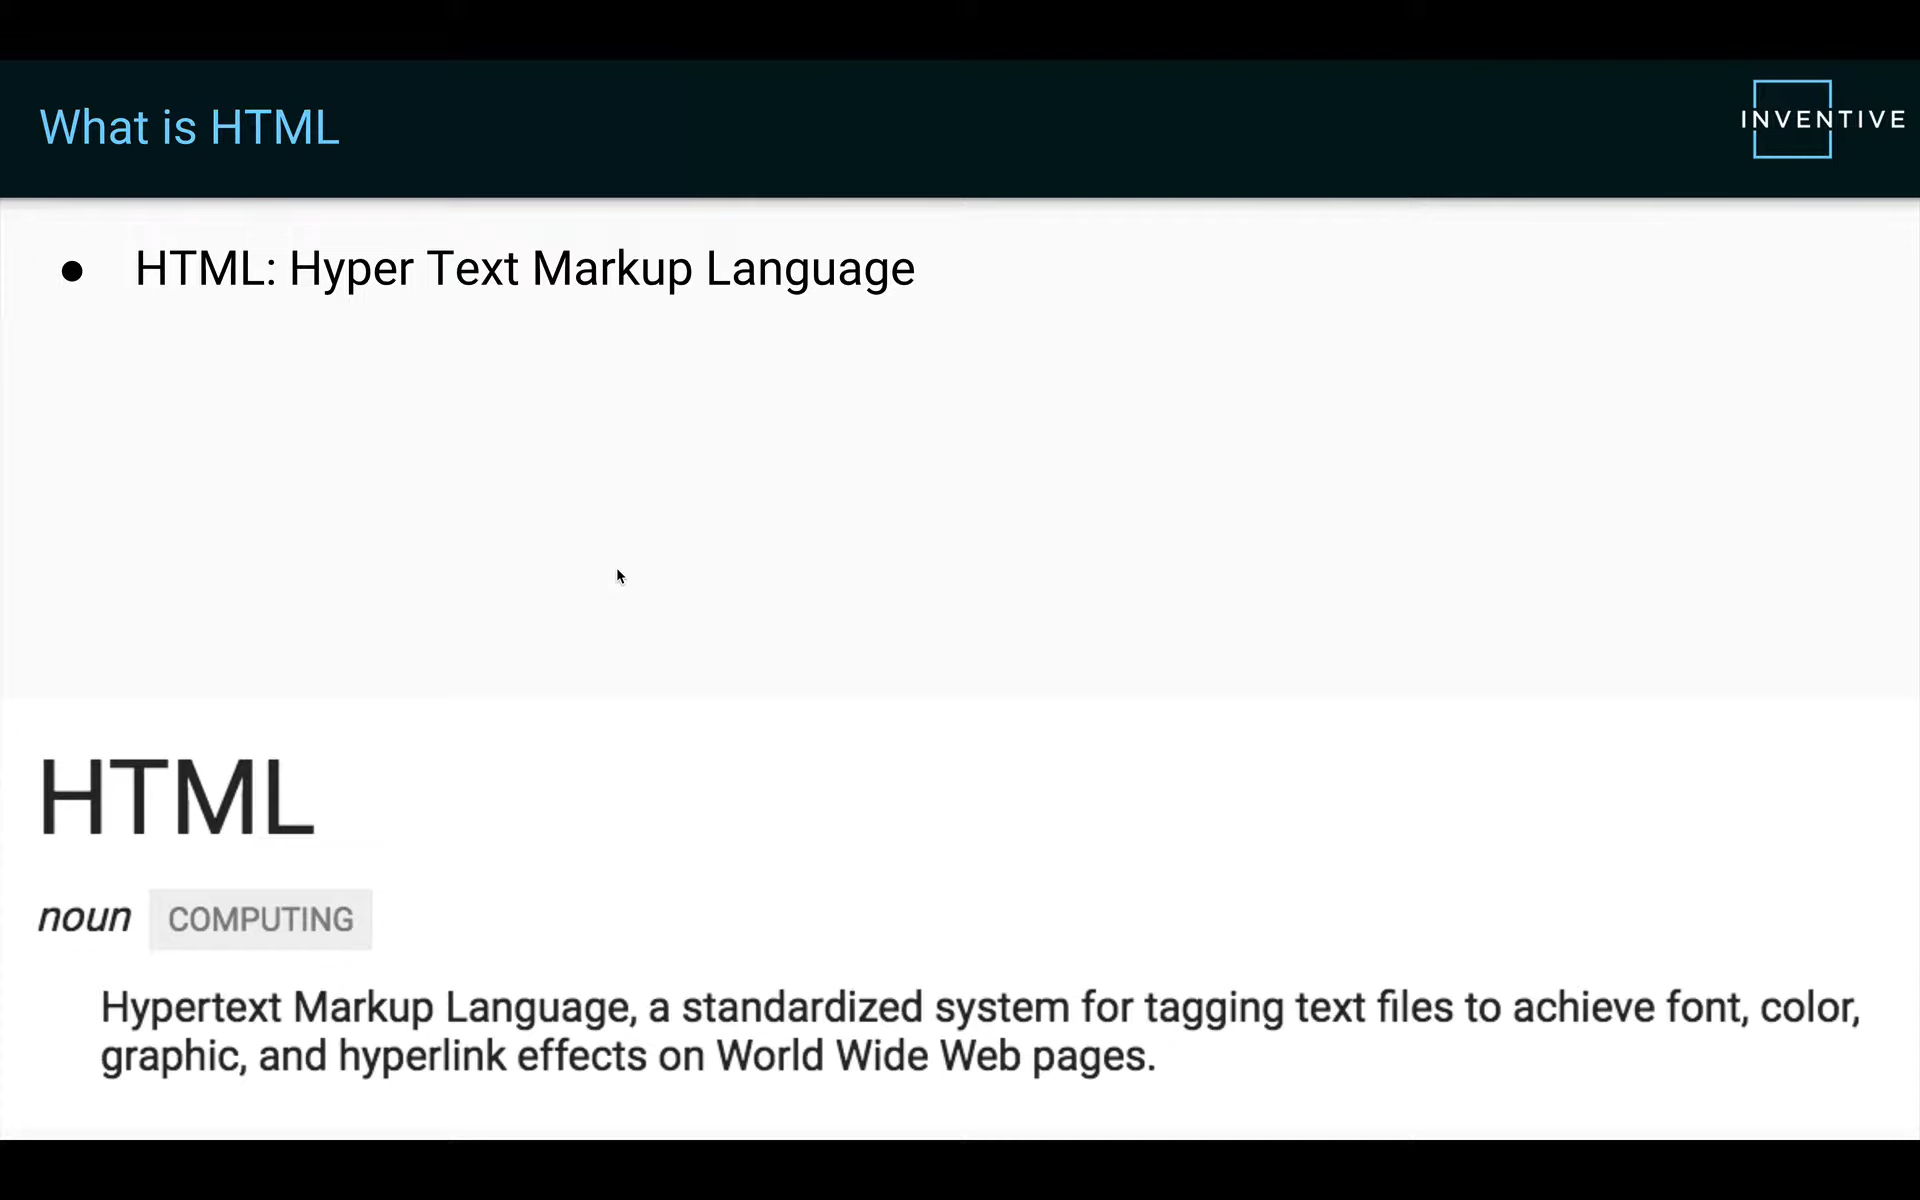 What is HTML
INVENTIVE
● HTML: Hyper Text Markup Language
HTML
noun COMPUTING
Hypertext Markup Language, a standardized system for tagging text files to achieve font, color,
graphic, and hyperlink effects on World Wide Web pages.